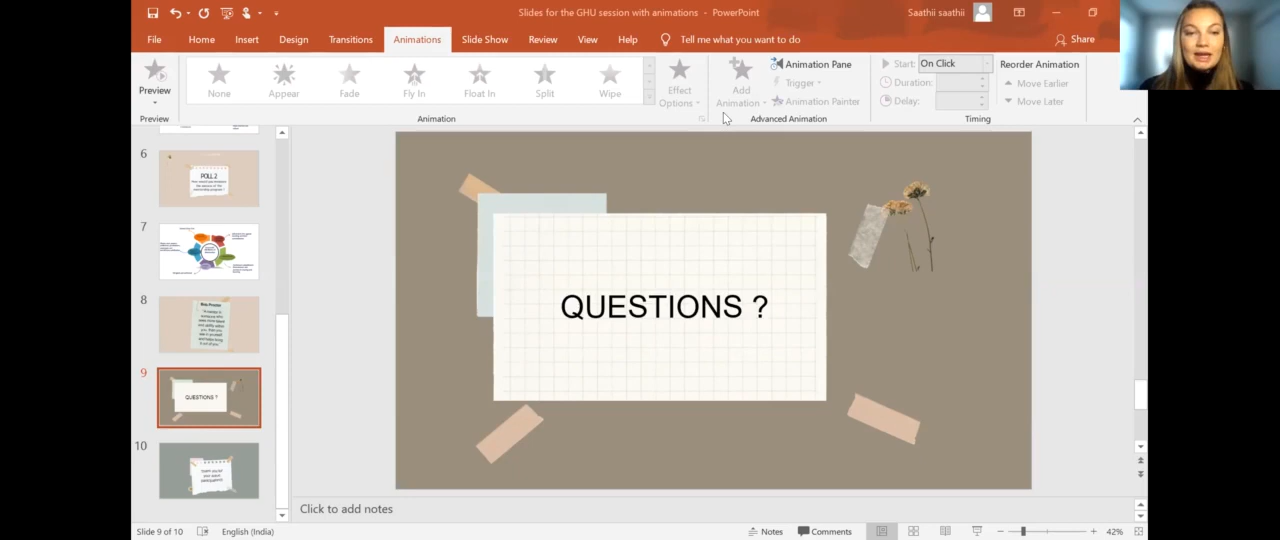 Slides for the GHU session with animations - PowerPoint
Saathii saathii
File Home Insert Design Transitions Animations Slide Show Review View Help Tell me what you want to do Share
Preview
None Appear Fade Fly In Float In Split Wipe
Effect Options
Add Animation
Animation Pane
Trigger
Animation Painter
Start: On Click
Duration:
Delay:
Reorder Animation
Move Earlier
Move Later
Preview Animation Advanced Animation Timing
6
POLL 2
7
8
9
QUESTIONS ?
10
QUESTIONS ?
Click to add notes
Slide 9 of 10 English (India) Notes Comments 42%